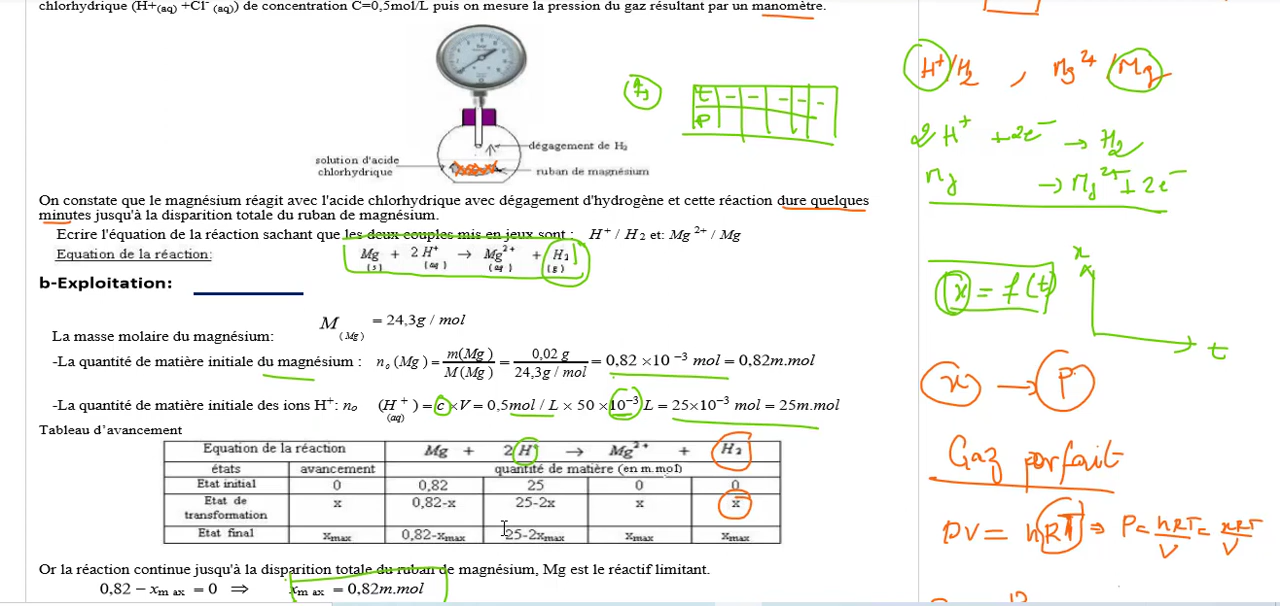 chlorhydrique (H+(aq) +Cl⁻ (aq)) de concentration C=0,5mol/L puis on mesure la pression du gaz résultant par un manomètre.
dégagement de H₂
solution d'acide
chlorhydrique
ruban de magnésium
On constate que le magnésium réagit avec l'acide chlorhydrique avec dégagement d'hydrogène et cette réaction dure quelques
minutes jusqu'à la disparition totale du ruban de magnésium.
Ecrire l'équation de la réaction sachant que les deux couples mis en jeux sont : H⁺ / H₂ et: Mg ²⁺ / Mg
Equation de la réaction: Mg + 2 H⁺ → Mg²⁺ + H₂
(s) (aq) (aq) (g)
b-Exploitation:
La masse molaire du magnésium: M (Mg) = 24,3g / mol
-La quantité de matière initiale du magnésium : n₀ (Mg) = m(Mg) / M(Mg) = 0,02 g / 24,3g / mol = 0,82 ×10 ⁻³ mol = 0,82m.mol
-La quantité de matière initiale des ions H⁺: n₀ (H⁺ (aq)) = c × V = 0,5mol / L × 50 × 10⁻³ L = 25×10⁻³ mol = 25m.mol
Tableau d'avancement
Equation de la réaction Mg + 2 H⁺ → Mg²⁺ + H₂
états avancement quantité de matière (en m.mol)
Etat initial 0 0,82 25 0 0
Etat de transformation x 0,82-x 25-2x x x
Etat final xmax 0,82-xmax 25-2xmax xmax xmax
Or la réaction continue jusqu'à la disparition totale du ruban de magnésium, Mg est le réactif limitant.
0,82 − xm ax = 0 ⇒ xm ax = 0,82m.mol
t - - - - -
P
H⁺/H₂ , Mg²⁺/Mg
2H⁺ + 2e⁻ → H₂
Mg → Mg²⁺ + 2e⁻
x = f(t)
x
t
x → P
Gaz parfait
PV = nRT ⇒ P = nRT/V = xRT/V